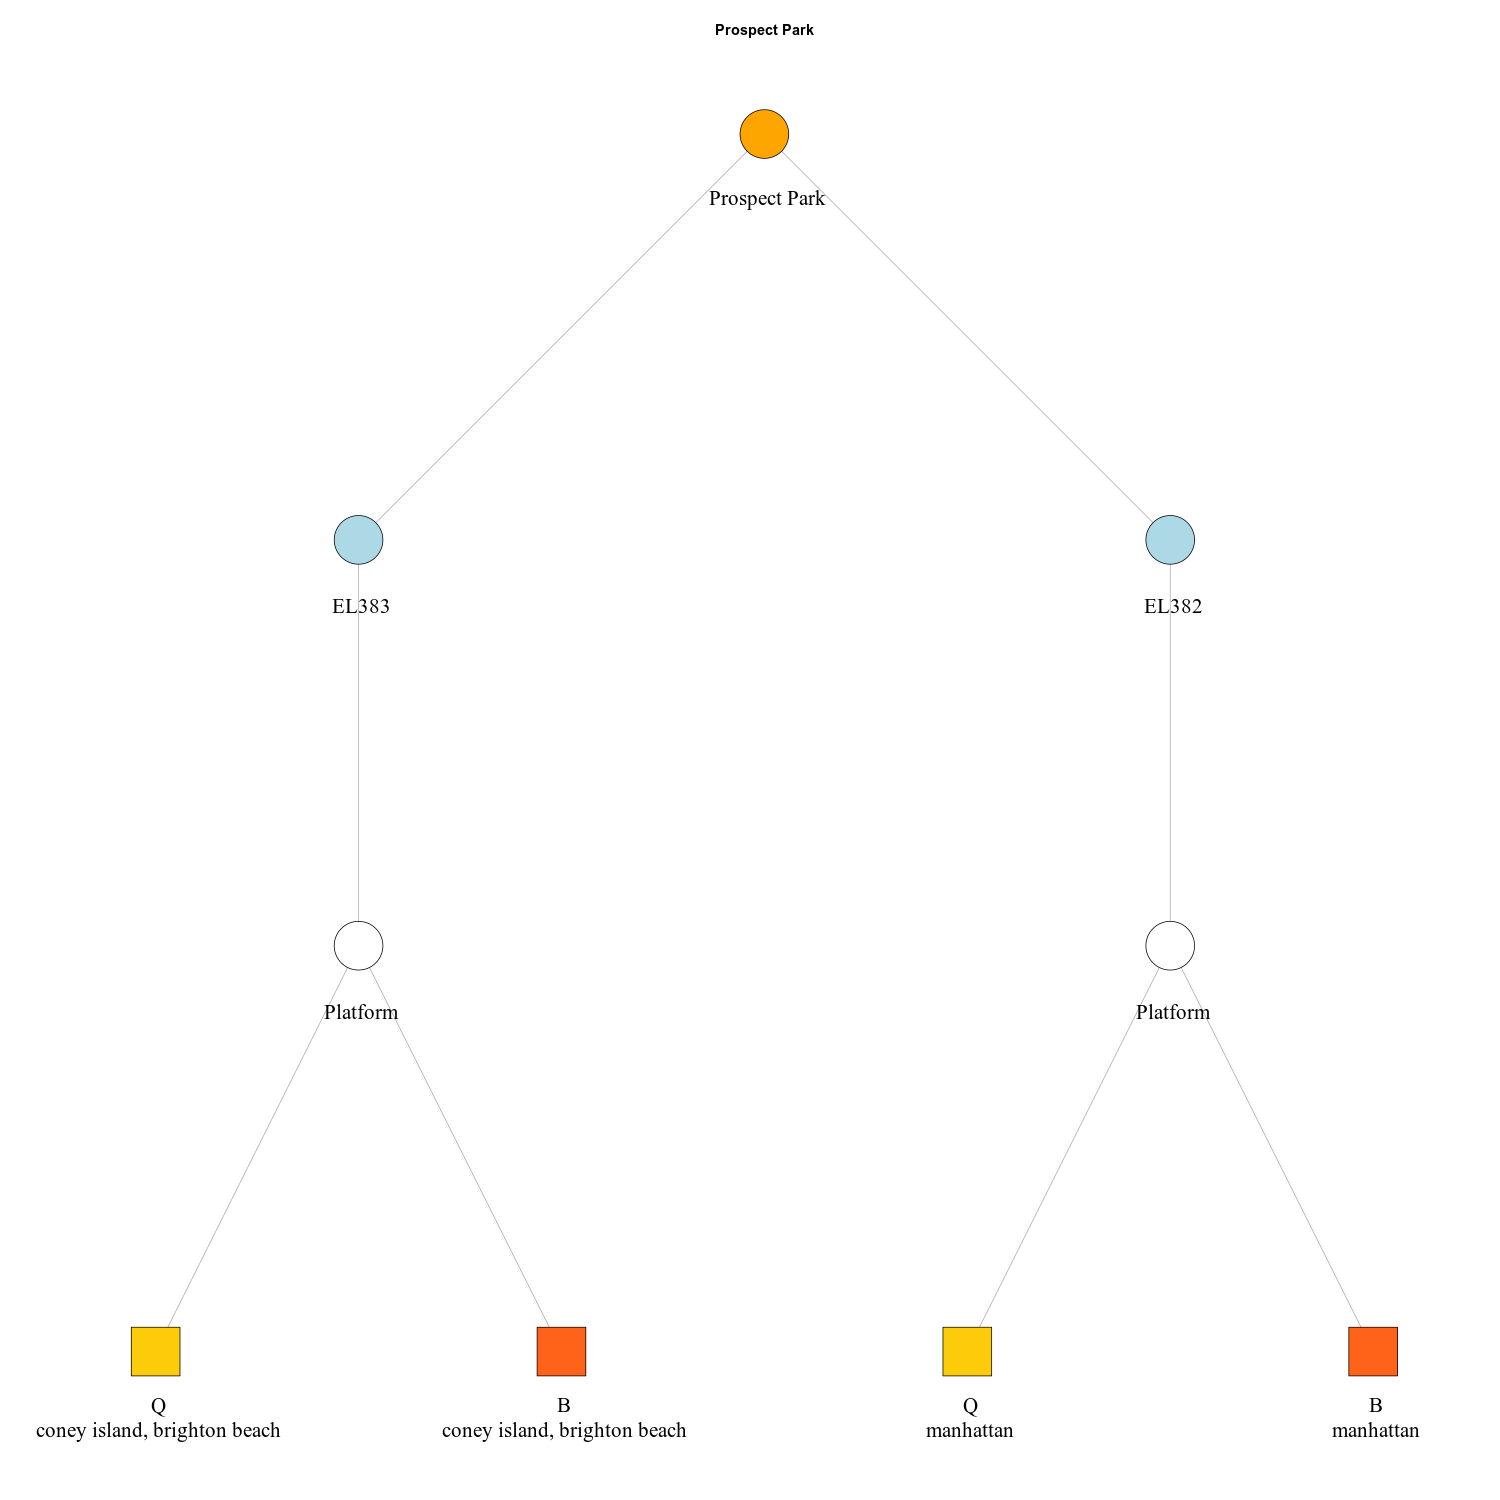 Prospect Park
Prospect Park
EL383
EL382
Platform
Platform
Q
coney island, brighton beach
B
coney island, brighton beach
Q
manhattan
B
manhattan